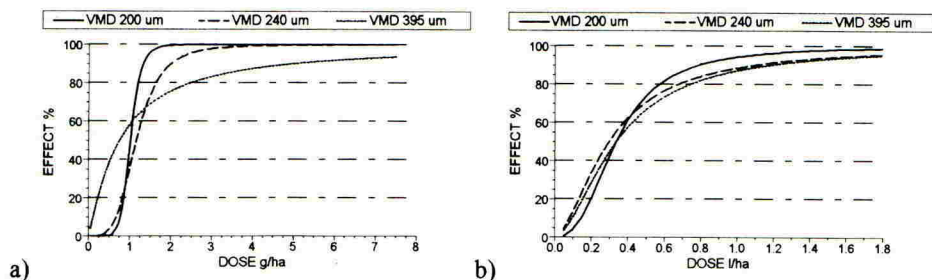 VMD 200 um VMD 240 um VMD 395 um
100
80
60
40
20
0
EFFECT %
0 1 2 3 4 5 6 7 8
DOSE g/ha
a)
VMD 200 um VMD 240 um VMD 395 um
100
80
60
40
20
0
EFFECT %
0.0 0.2 0.4 0.6 0.8 1.0 1.2 1.4 1.6 1.8
DOSE l/ha
b)